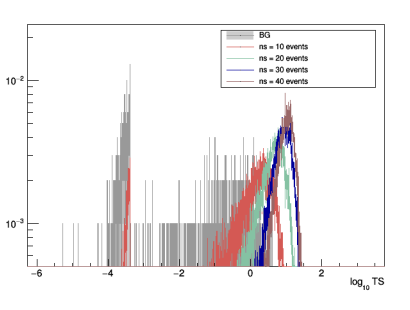 BG
ns = 10 events
ns = 20 events
ns = 30 events
ns = 40 events
10⁻²
10⁻³
−6 −4 −2 0 2
log₁₀ TS